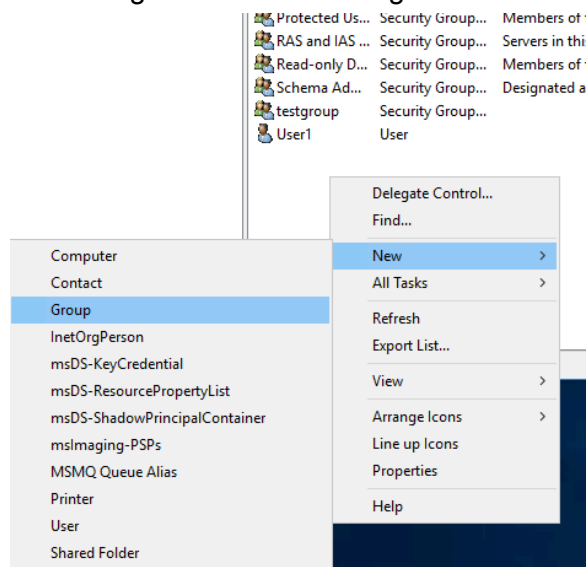 Protected Us... Security Group... Members of
RAS and IAS ... Security Group... Servers in this
Read-only D... Security Group... Members of
Schema Ad... Security Group... Designated a
testgroup Security Group...
User1 User
Delegate Control...
Find...
New >
All Tasks >
Refresh
Export List...
View >
Arrange Icons >
Line up Icons
Properties
Help
Computer
Contact
Group
InetOrgPerson
msDS-KeyCredential
msDS-ResourcePropertyList
msDS-ShadowPrincipalContainer
msImaging-PSPs
MSMQ Queue Alias
Printer
User
Shared Folder